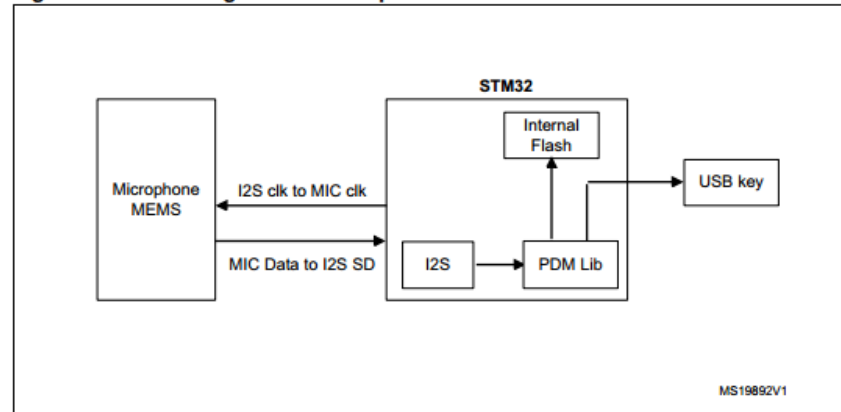 STM32
Internal
Flash
Microphone
MEMS
I2S clk to MIC clk
USB key
MIC Data to I2S SD
I2S
PDM Lib
MS19892V1